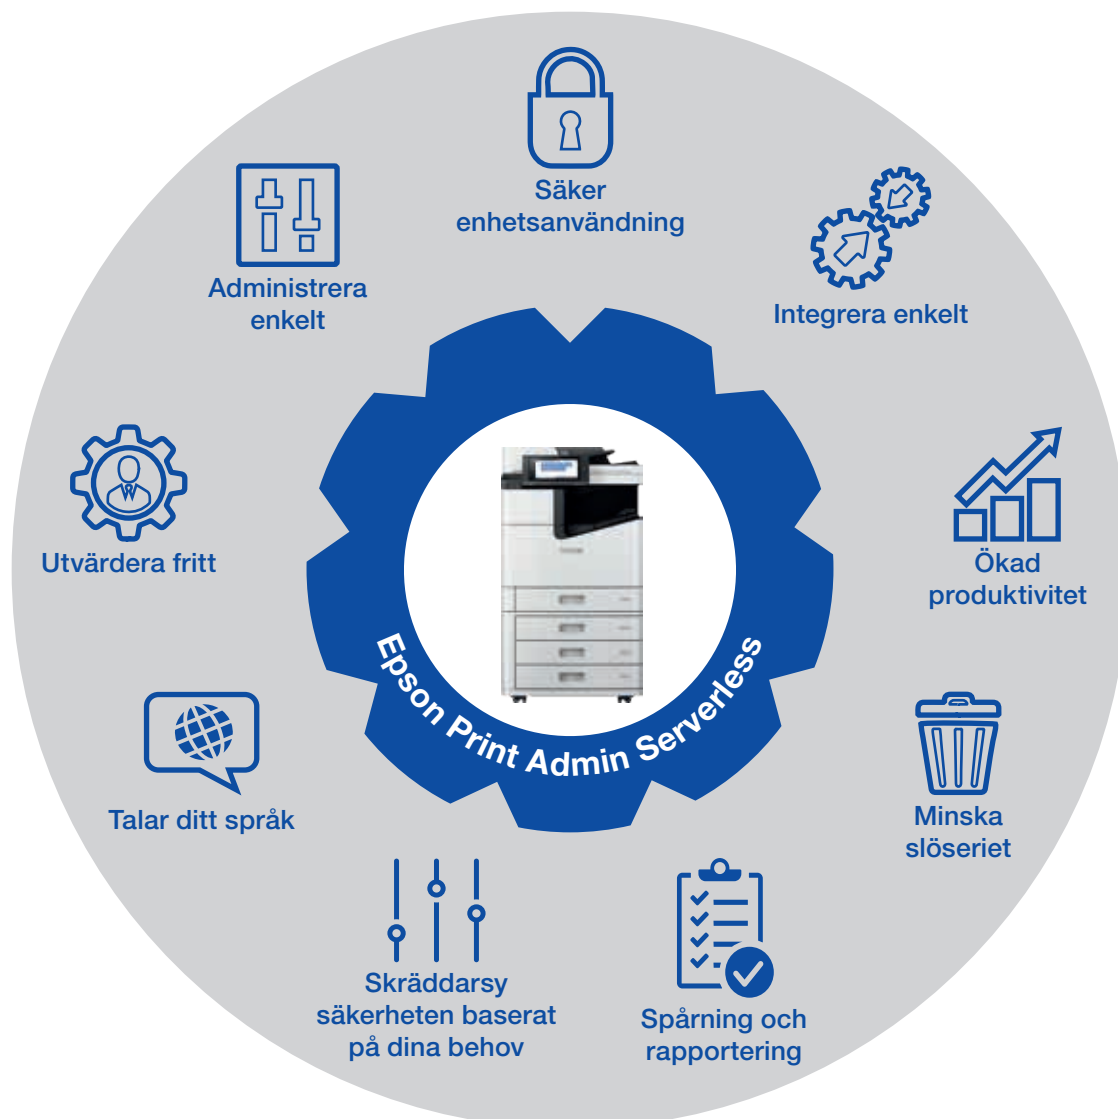 Säker
enhetsanvändning
Integrera enkelt
Ökad
produktivitet
Minska
slöseriet
Spårning och
rapportering
Skräddarsy
säkerheten baserat
på dina behov
Talar ditt språk
Utvärdera fritt
Administrera
enkelt
Epson Print Admin Serverless